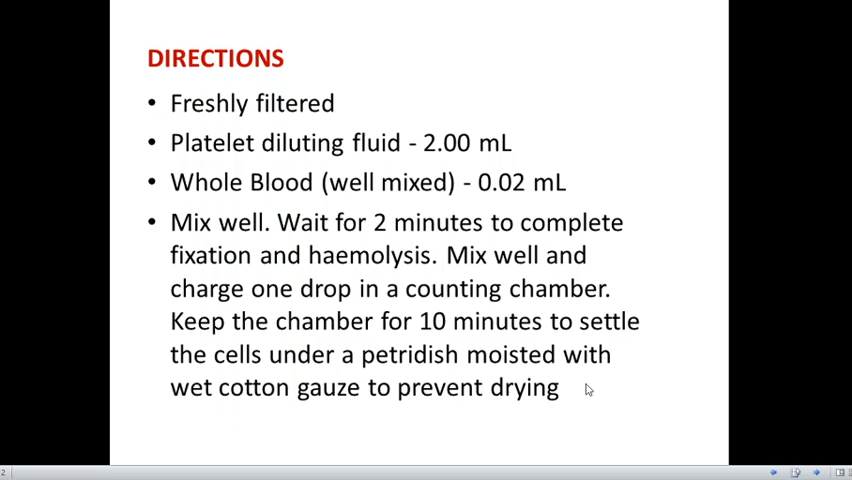 DIRECTIONS
• Freshly filtered
• Platelet diluting fluid - 2.00 mL
• Whole Blood (well mixed) - 0.02 mL
• Mix well. Wait for 2 minutes to complete
fixation and haemolysis. Mix well and
charge one drop in a counting chamber.
Keep the chamber for 10 minutes to settle
the cells under a petridish moisted with
wet cotton gauze to prevent drying
2